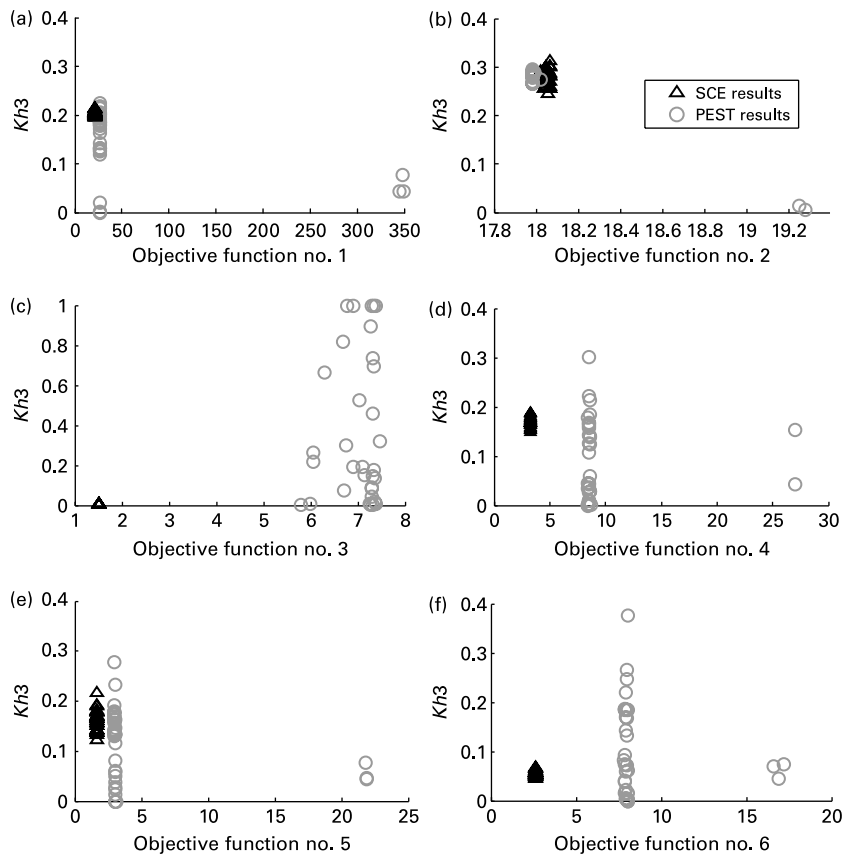 (a)
0.4
0.3
0.2
0.1
0
Kh3
0 50 100 150 200 250 300 350
Objective function no. 1
(b)
0.4
0.3
0.2
0.1
0
Kh3
17.8 18 18.2 18.4 18.6 18.8 19 19.2
Objective function no. 2
SCE results
PEST results
(c)
1
0.8
0.6
0.4
0.2
0
Kh3
1 2 3 4 5 6 7 8
Objective function no. 3
(d)
0.4
0.3
0.2
0.1
0
Kh3
0 5 10 15 20 25 30
Objective function no. 4
(e)
0.4
0.3
0.2
0.1
0
Kh3
0 5 10 15 20 25
Objective function no. 5
(f)
0.4
0.3
0.2
0.1
0
Kh3
0 5 10 15 20
Objective function no. 6